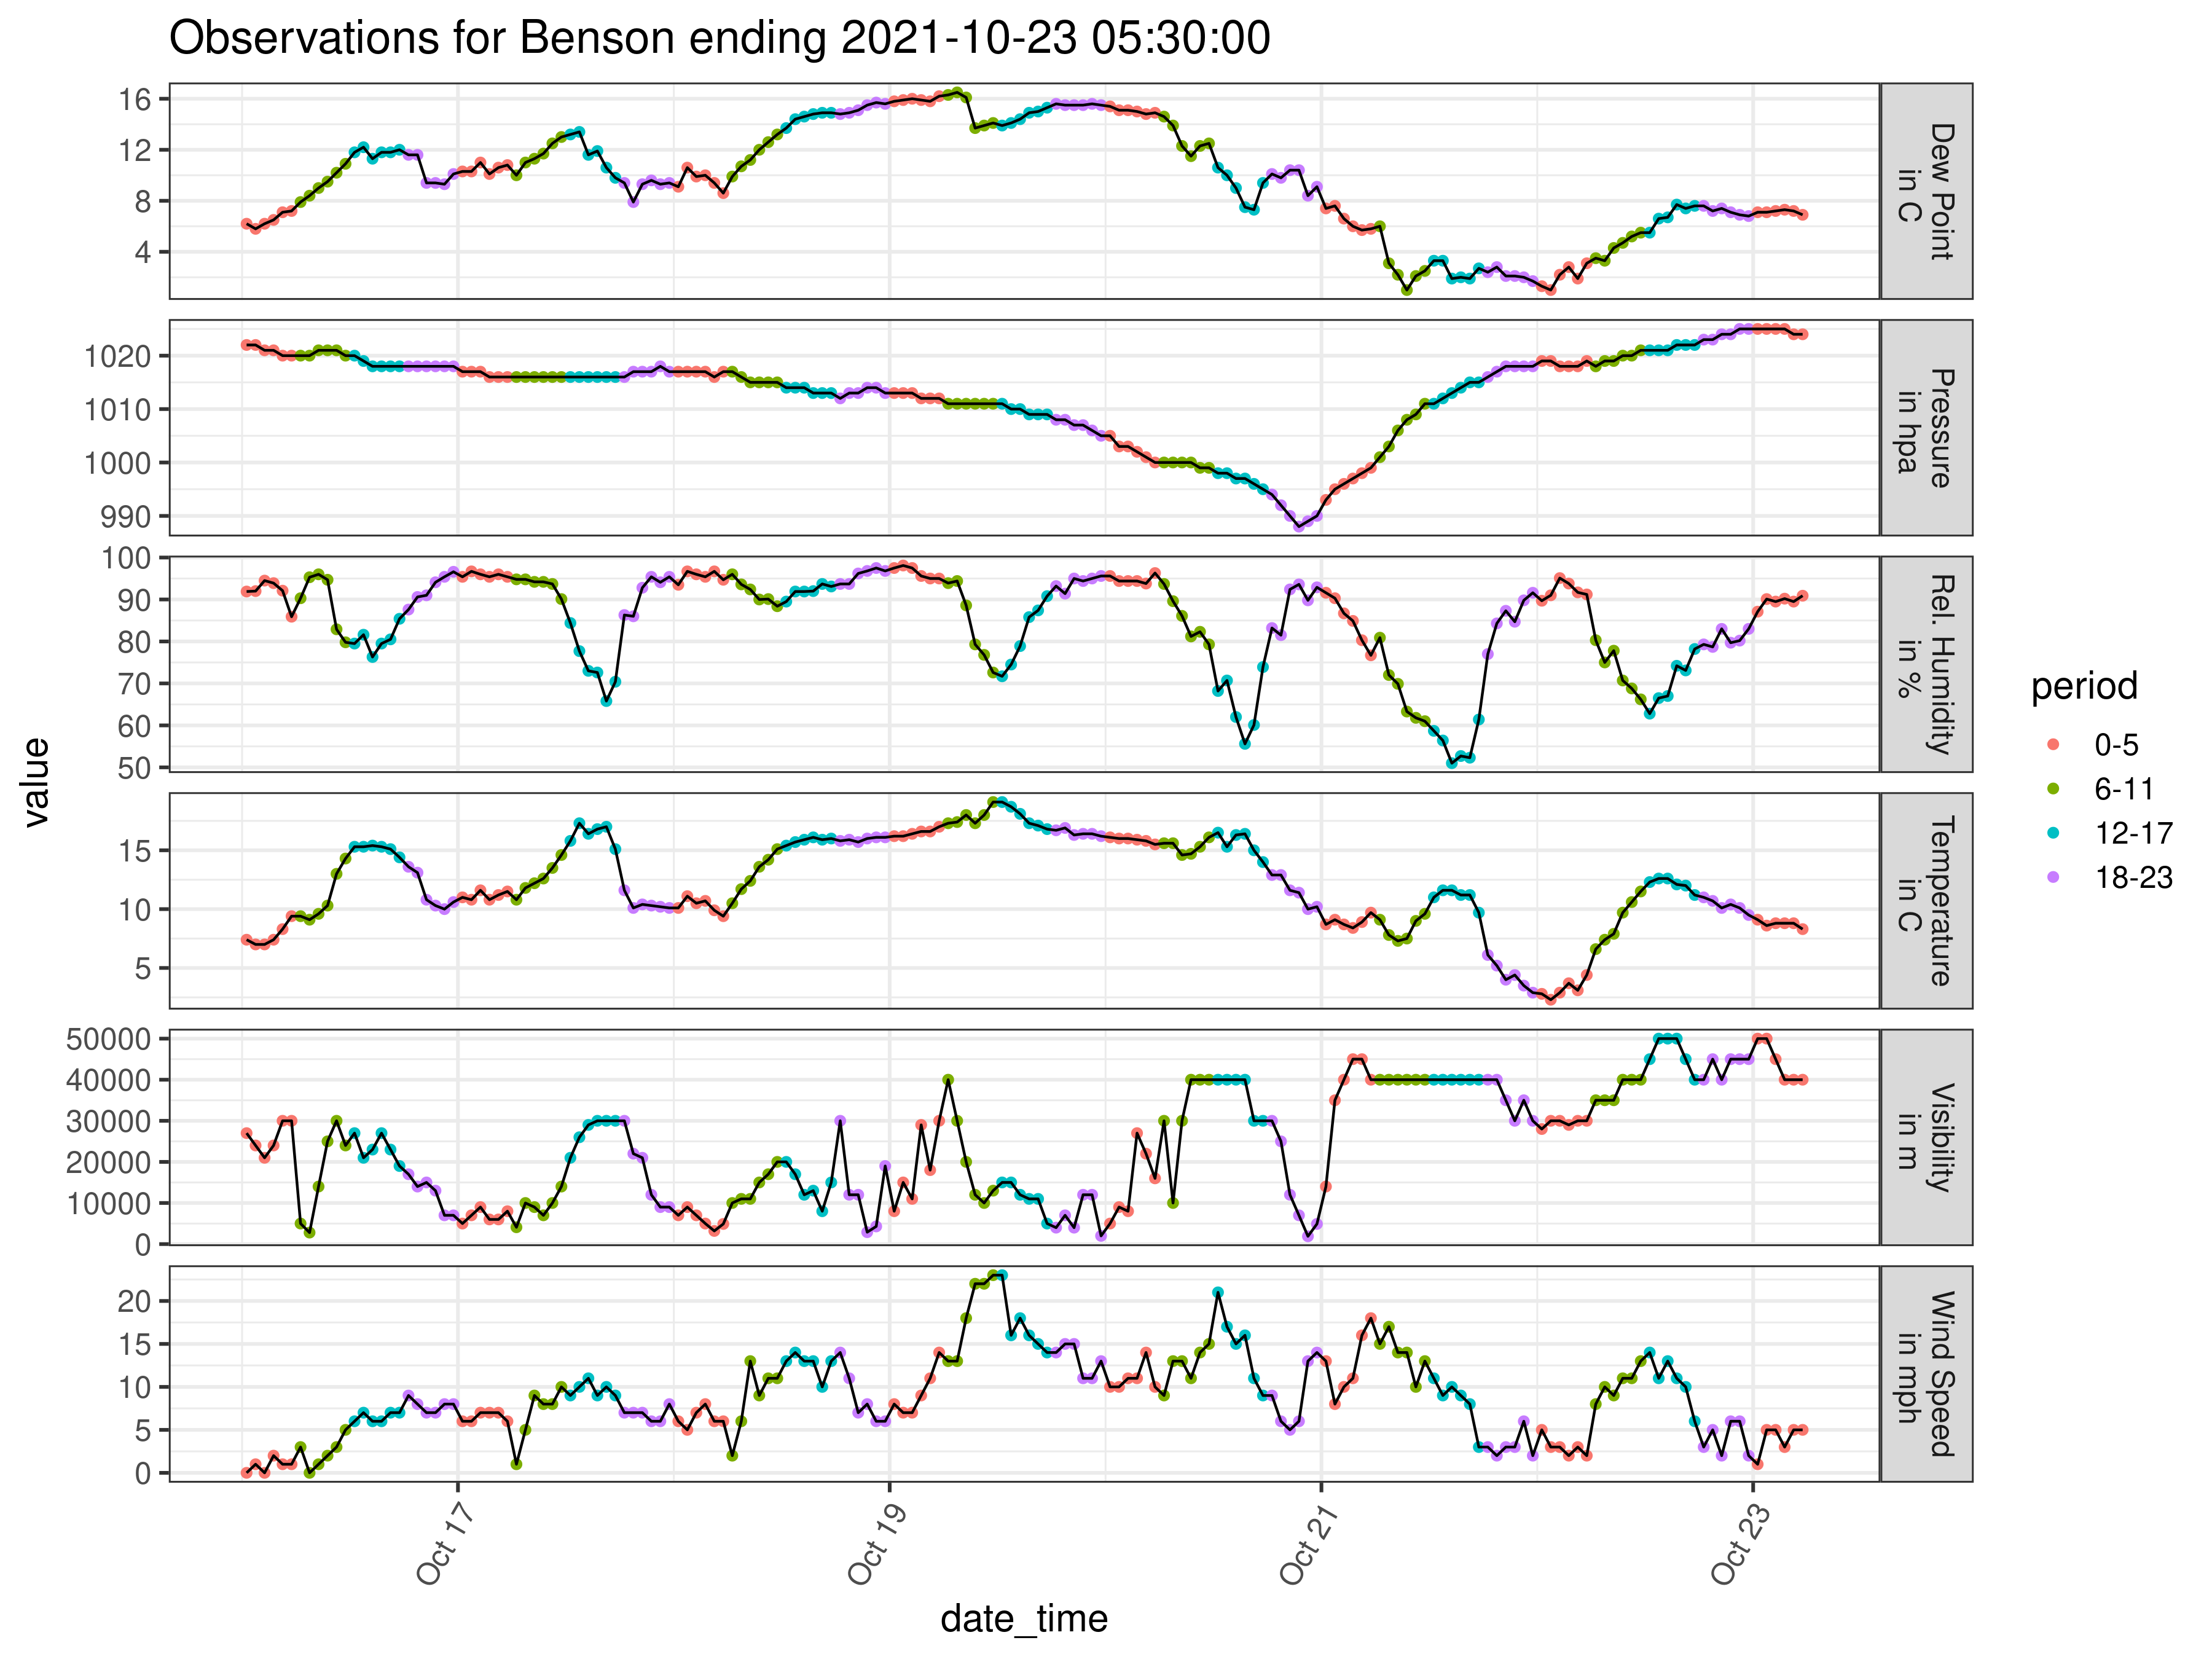 Observations for Benson ending 2021-10-23 05:30:00
value
16
12
8
4
Dew Point
in C
1020
1010
1000
990
Pressure
in hpa
100
90
80
70
60
50
Rel. Humidity
in %
15
10
5
Temperature
in C
50000
40000
30000
20000
10000
0
Visibility
in m
20
15
10
5
0
Wind Speed
in mph
Oct 17
Oct 19
Oct 21
Oct 23
date_time
period
0-5
6-11
12-17
18-23